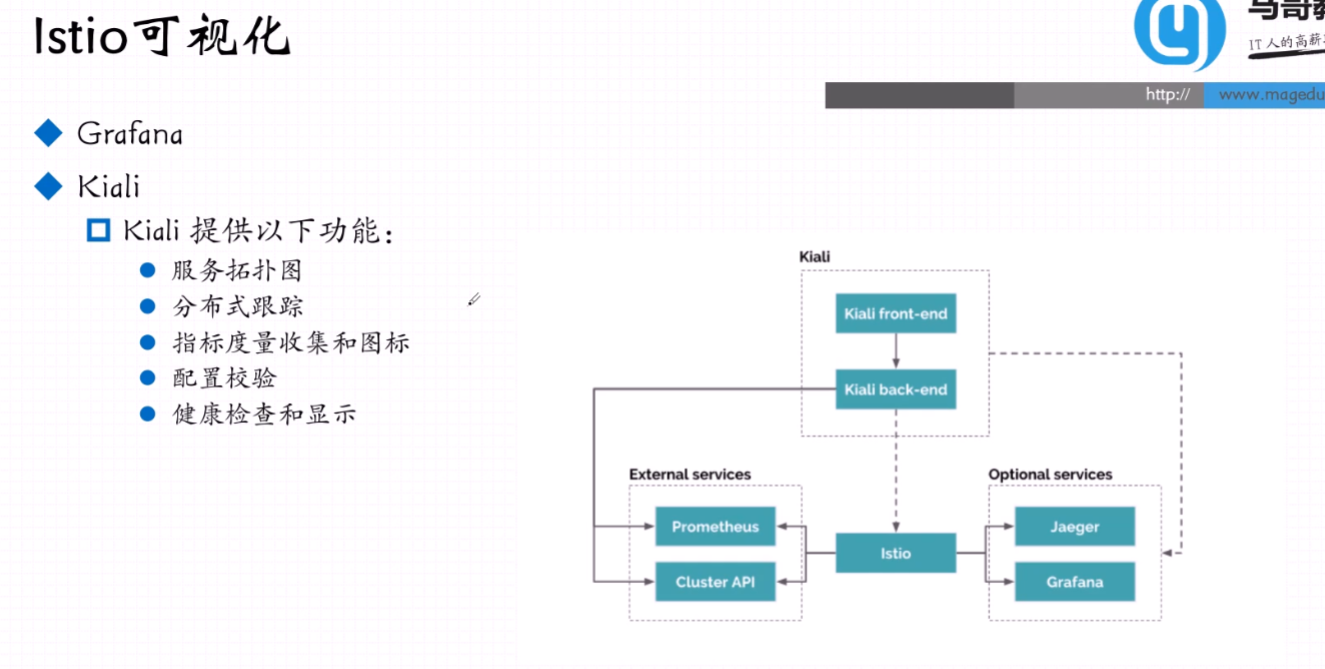 Istio可视化
马哥教
IT人的高薪
http://
www.magedu
Grafana
Kiali
Kiali 提供以下功能：
服务拓扑图
分布式跟踪
指标度量收集和图标
配置校验
健康检查和显示
Kiali
Kiali front-end
Kiali back-end
External services
Optional services
Prometheus
Jaeger
Istio
Cluster API
Grafana